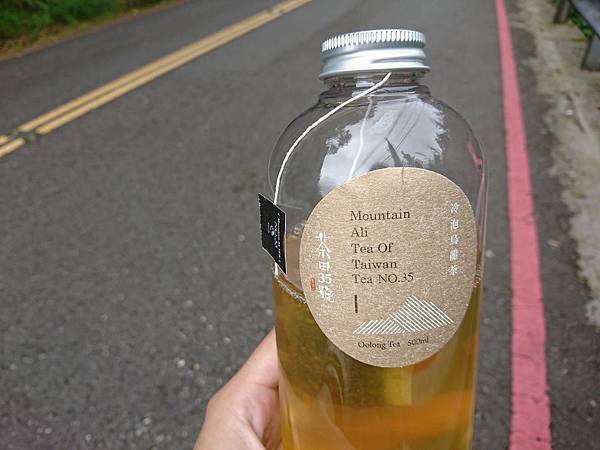 茶田35號
Mountain
Ali
Tea Of
Taiwan
Tea NO.35
冷泡烏龍茶
Oolong Tea 500ml